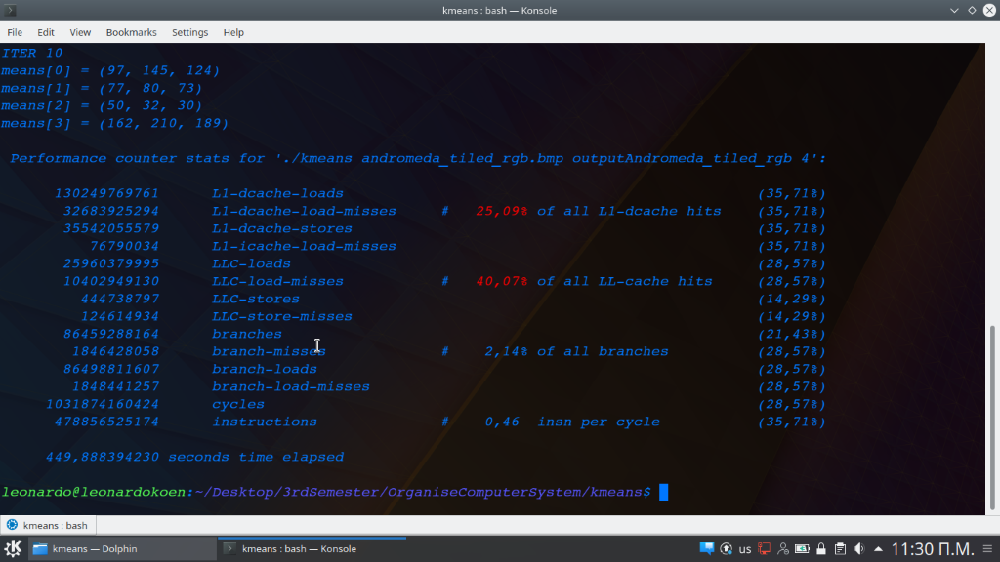 kmeans : bash — Konsole
File Edit View Bookmarks Settings Help
ITER 10
means[0] = (97, 145, 124)
means[1] = (77, 80, 73)
means[2] = (50, 32, 30)
means[3] = (162, 210, 189)
Performance counter stats for './kmeans andromeda_tiled_rgb.bmp outputAndromeda_tiled_rgb 4':
130249769761 L1-dcache-loads (35,71%)
32683925294 L1-dcache-load-misses # 25,09% of all L1-dcache hits (35,71%)
35542055579 L1-dcache-stores (35,71%)
76790034 L1-icache-load-misses (35,71%)
25960379995 LLC-loads (28,57%)
10402949130 LLC-load-misses # 40,07% of all LL-cache hits (28,57%)
444738797 LLC-stores (14,29%)
124614934 LLC-store-misses (14,29%)
86459288164 branches (21,43%)
1846428058 branch-misses # 2,14% of all branches (28,57%)
86498811607 branch-loads (28,57%)
1848441257 branch-load-misses (28,57%)
1031874160424 cycles (28,57%)
478856525174 instructions # 0,46 insn per cycle (35,71%)
449,888394230 seconds time elapsed
leonardo@leonardokoen:~/Desktop/3rdSemester/OrganiseComputerSystem/kmeans$
kmeans : bash
kmeans — Dolphin kmeans : bash — Konsole us 11:30 Π.Μ.